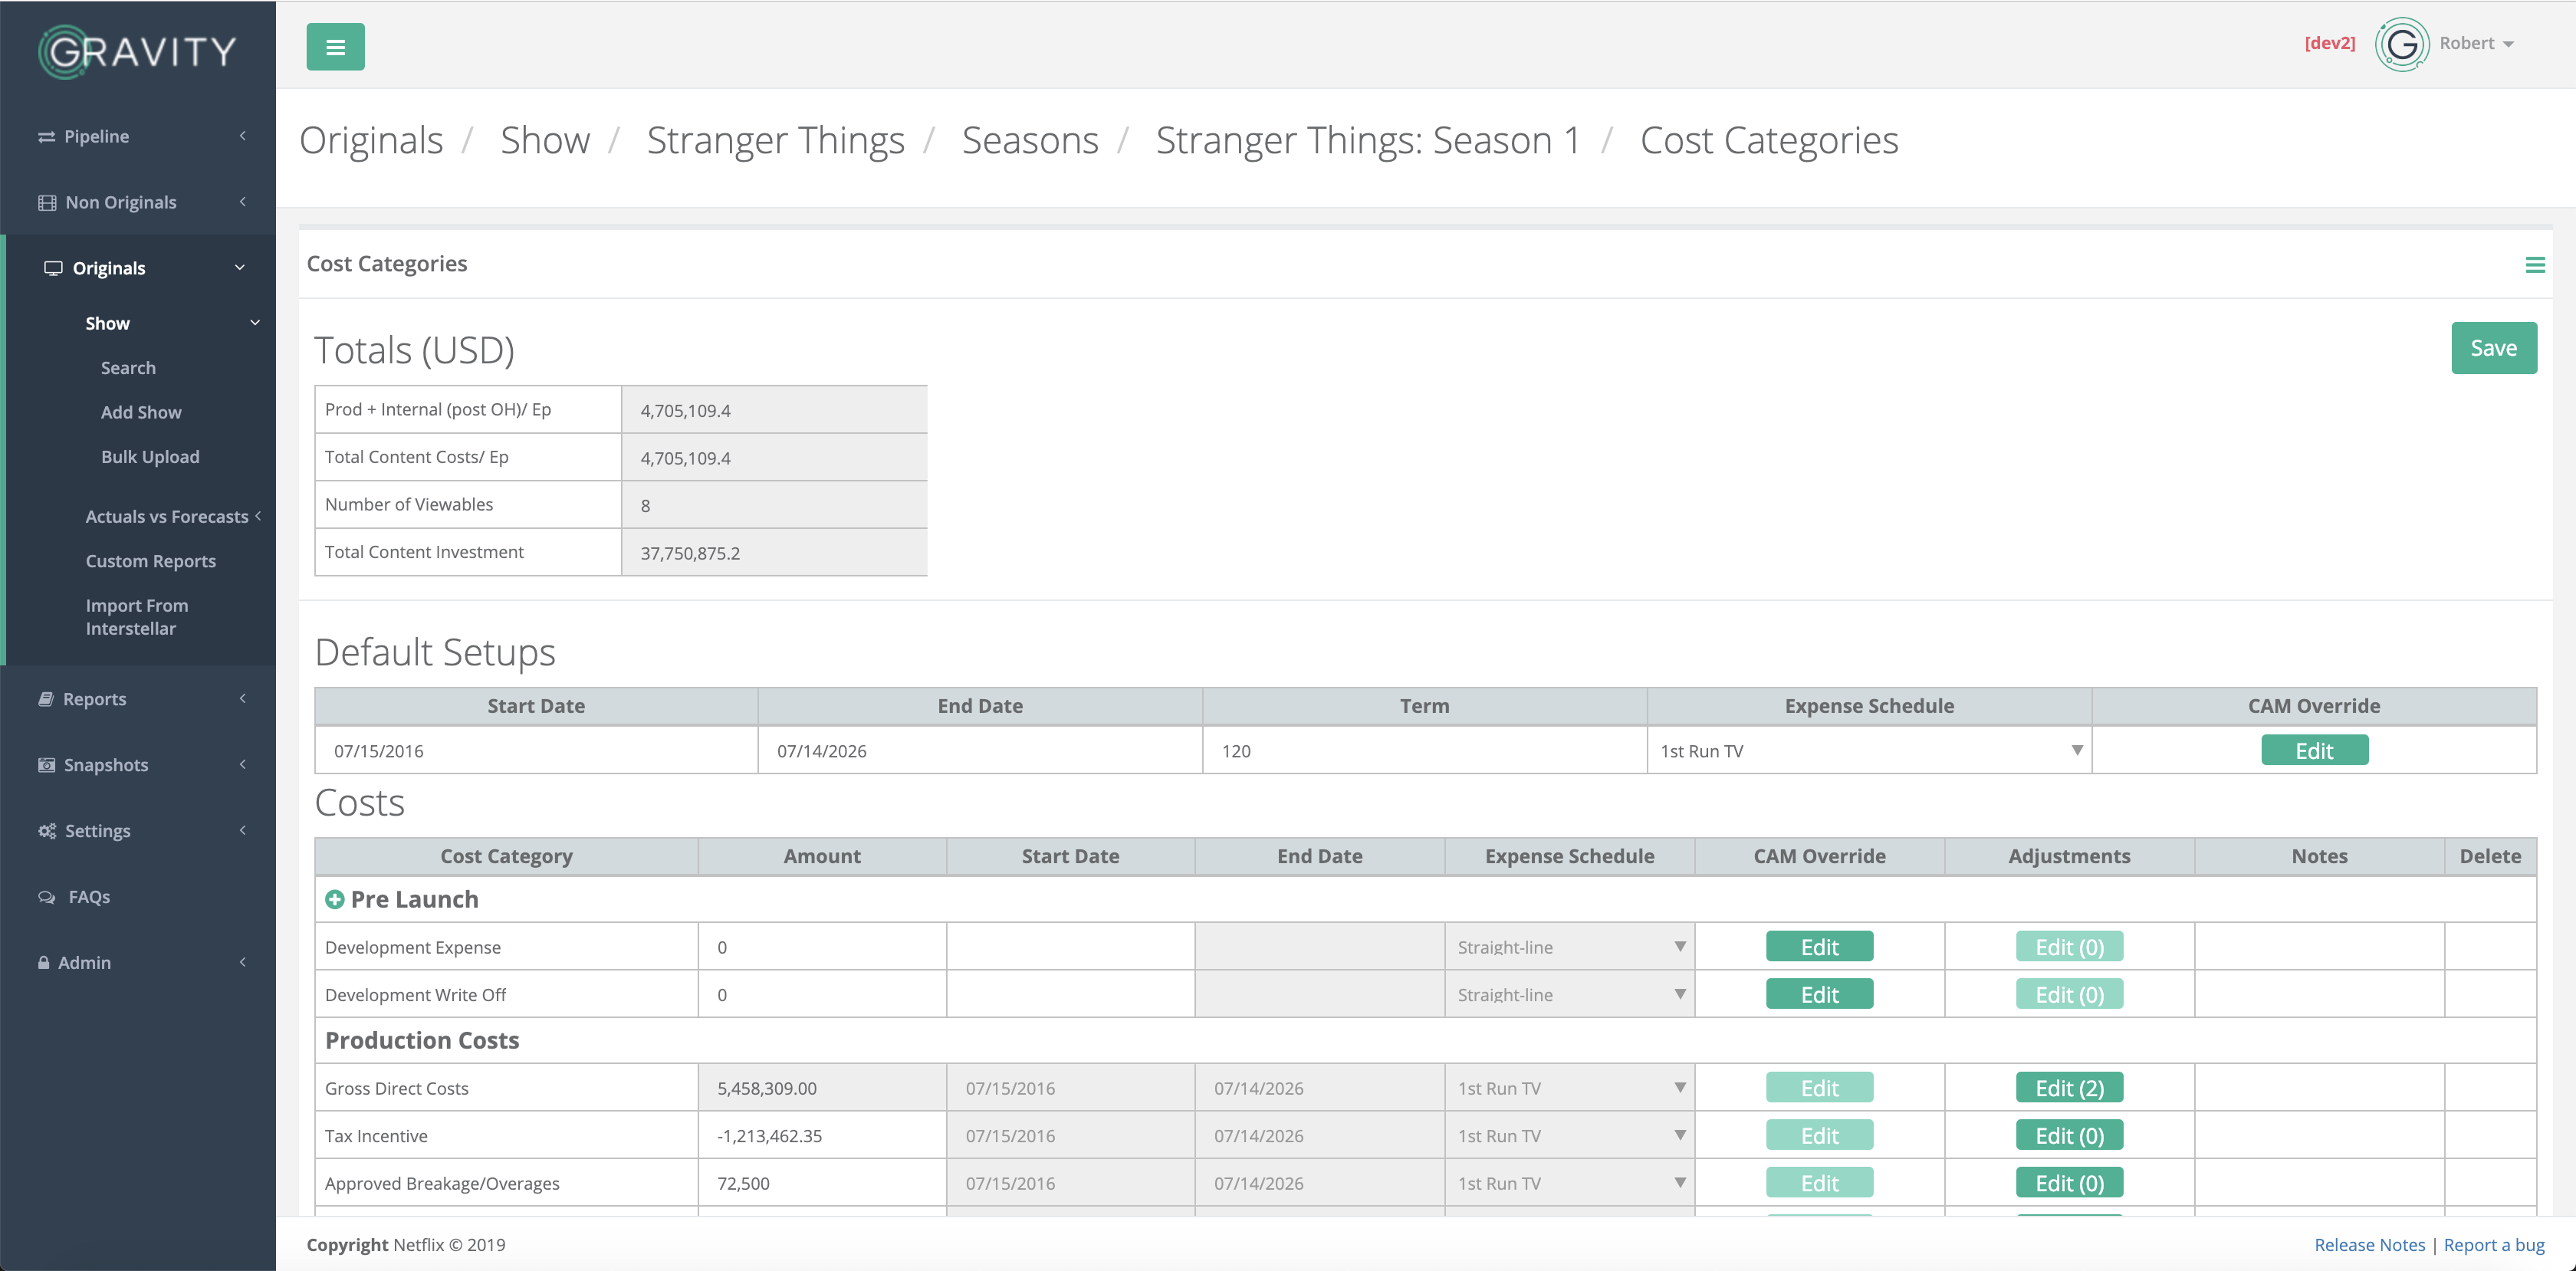 GRAVITY
[dev2] Robert
Pipeline
Non Originals
Originals
Show
Search
Add Show
Bulk Upload
Actuals vs Forecasts
Custom Reports
Import From
Interstellar
Reports
Snapshots
Settings
FAQs
Admin
Originals / Show / Stranger Things / Seasons / Stranger Things: Season 1 / Cost Categories
Cost Categories
Totals (USD)
Save
Prod + Internal (post OH)/ Ep 4,705,109.4
Total Content Costs/ Ep 4,705,109.4
Number of Viewables 8
Total Content Investment 37,750,875.2
Default Setups
Start Date End Date Term Expense Schedule CAM Override
07/15/2016 07/14/2026 120 1st Run TV Edit
Costs
Cost Category Amount Start Date End Date Expense Schedule CAM Override Adjustments Notes Delete
Pre Launch
Development Expense 0 Straight-line Edit Edit (0)
Development Write Off 0 Straight-line Edit Edit (0)
Production Costs
Gross Direct Costs 5,458,309.00 07/15/2016 07/14/2026 1st Run TV Edit Edit (2)
Tax Incentive -1,213,462.35 07/15/2016 07/14/2026 1st Run TV Edit Edit (0)
Approved Breakage/Overages 72,500 07/15/2016 07/14/2026 1st Run TV Edit Edit (0)
Copyright Netflix © 2019
Release Notes | Report a bug